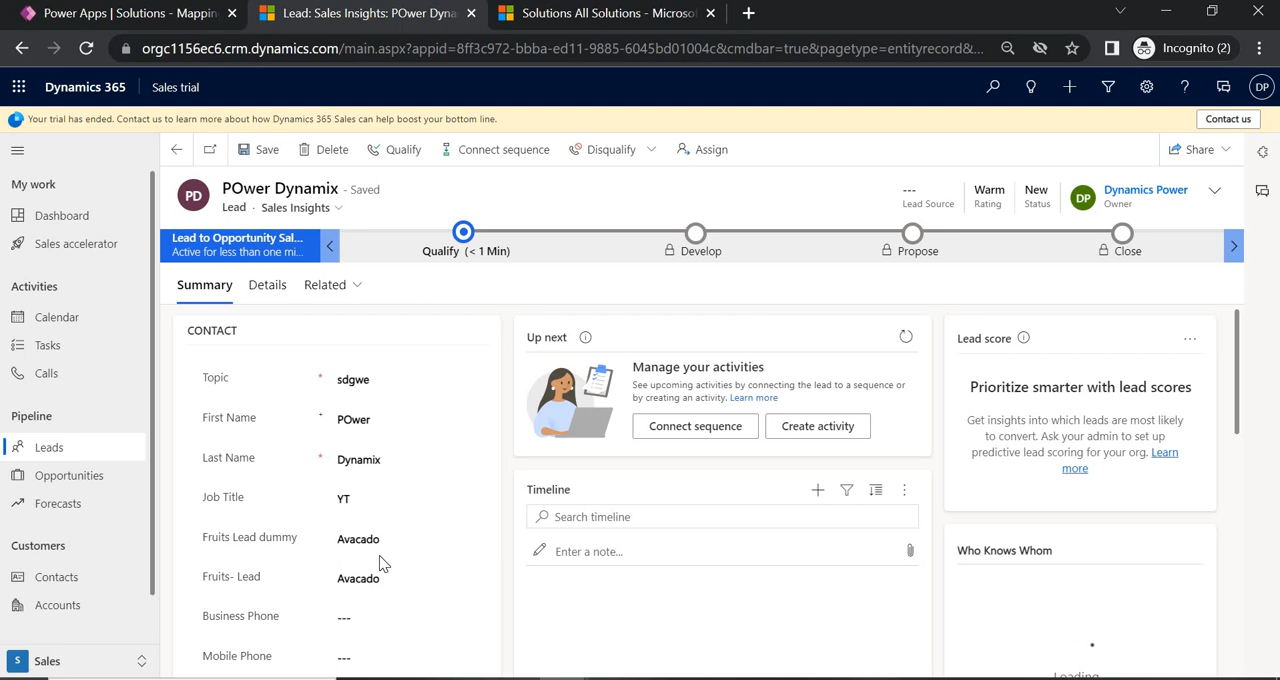 Power Apps | Solutions - Mappin
Lead: Sales Insights: POwer Dyna
Solutions All Solutions - Microsof
orgc1156ec6.crm.dynamics.com/main.aspx?appid=8ff3c972-bbba-ed11-9885-6045bd01004c&cmdbar=true&pagetype=entityrecord&...
Incognito (2)
Dynamics 365
Sales trial
DP
Your trial has ended. Contact us to learn more about how Dynamics 365 Sales can help boost your bottom line.
Contact us
Save
Delete
Qualify
Connect sequence
Disqualify
Assign
Share
My work
Dashboard
Sales accelerator
Activities
Calendar
Tasks
Calls
Pipeline
Leads
Opportunities
Forecasts
Customers
Contacts
Accounts
S Sales
PD
POwer Dynamix - Saved
Lead · Sales Insights
---
Lead Source
Warm
Rating
New
Status
DP
Dynamics Power
Owner
Lead to Opportunity Sal...
Active for less than one mi...
Qualify (< 1 Min)
Develop
Propose
Close
Summary
Details
Related
CONTACT
Topic * sdgwe
First Name + POwer
Last Name * Dynamix
Job Title YT
Fruits Lead dummy Avacado
Fruits- Lead Avacado
Business Phone ---
Mobile Phone ---
Up next
Manage your activities
See upcoming activities by connecting the lead to a sequence or
by creating an activity. Learn more
Connect sequence
Create activity
Timeline
Search timeline
Enter a note...
Lead score
Prioritize smarter with lead scores
Get insights into which leads are most likely
to convert. Ask your admin to set up
predictive lead scoring for your org. Learn
more
Who Knows Whom
Loading